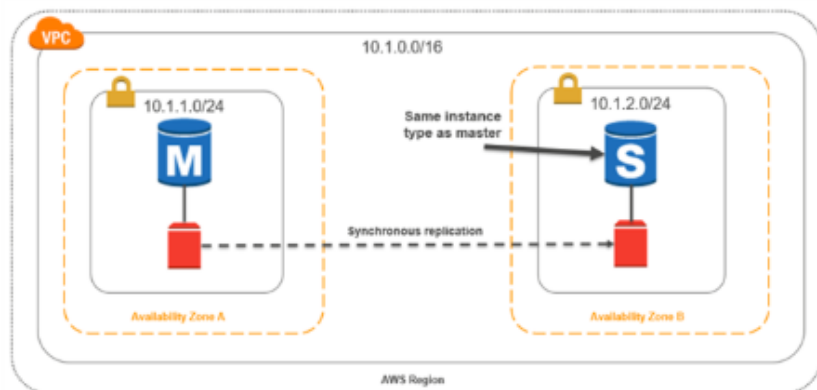 VPC
10.1.0.0/16
10.1.1.0/24
M
Availability Zone A
Same instance
type as master
Synchronous replication
10.1.2.0/24
S
Availability Zone B
AWS Region